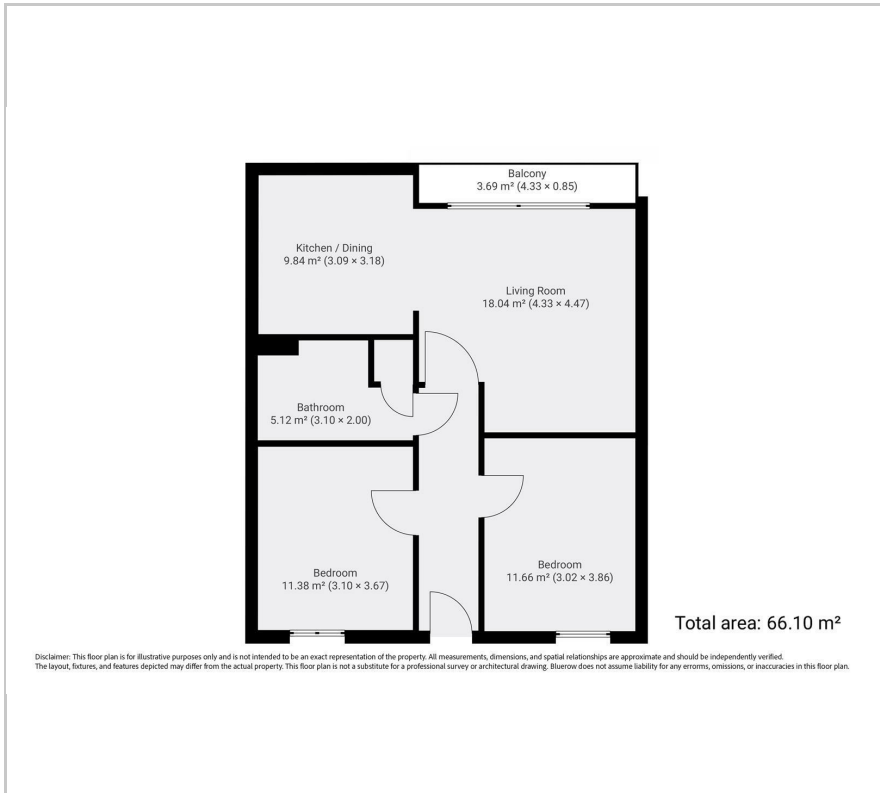 Balcony
3.69 m² (4.33 × 0.85)
Kitchen / Dining
9.84 m² (3.09 × 3.18)
Living Room
18.04 m² (4.33 × 4.47)
Bathroom
5.12 m² (3.10 × 2.00)
Bedroom
11.38 m² (3.10 × 3.67)
Bedroom
11.66 m² (3.02 × 3.86)
Total area: 66.10 m²
Disclaimer: This floor plan is for illustrative purposes only and is not intended to be an exact representation of the property. All measurements, dimensions, and spatial relationships are approximate and should be independently verified.
The layout, fixtures, and features depicted may differ from the actual property. This floor plan is not a substitute for a professional survey or architectural drawing. Bluerow does not assume liability for any erroms, omissions, or inaccuracies in this floor plan.